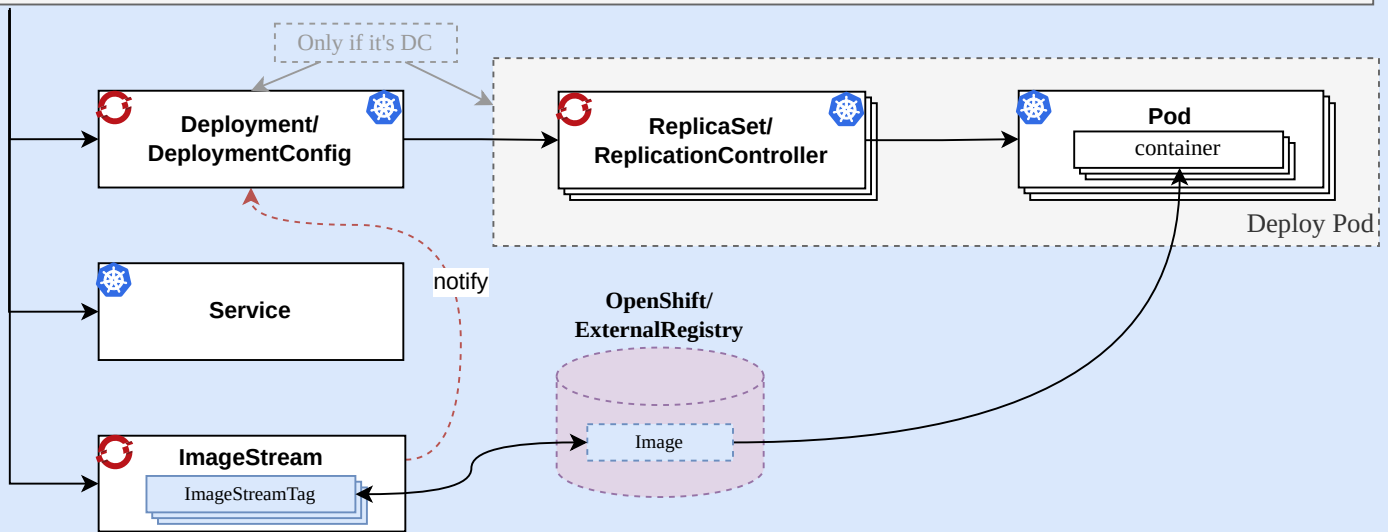 Only if it's DC
Deployment/
DeploymentConfig
ReplicaSet/
ReplicationController
Pod
container
Deploy Pod
notify
Service
OpenShift/
ExternalRegistry
Image
ImageStream
ImageStreamTag